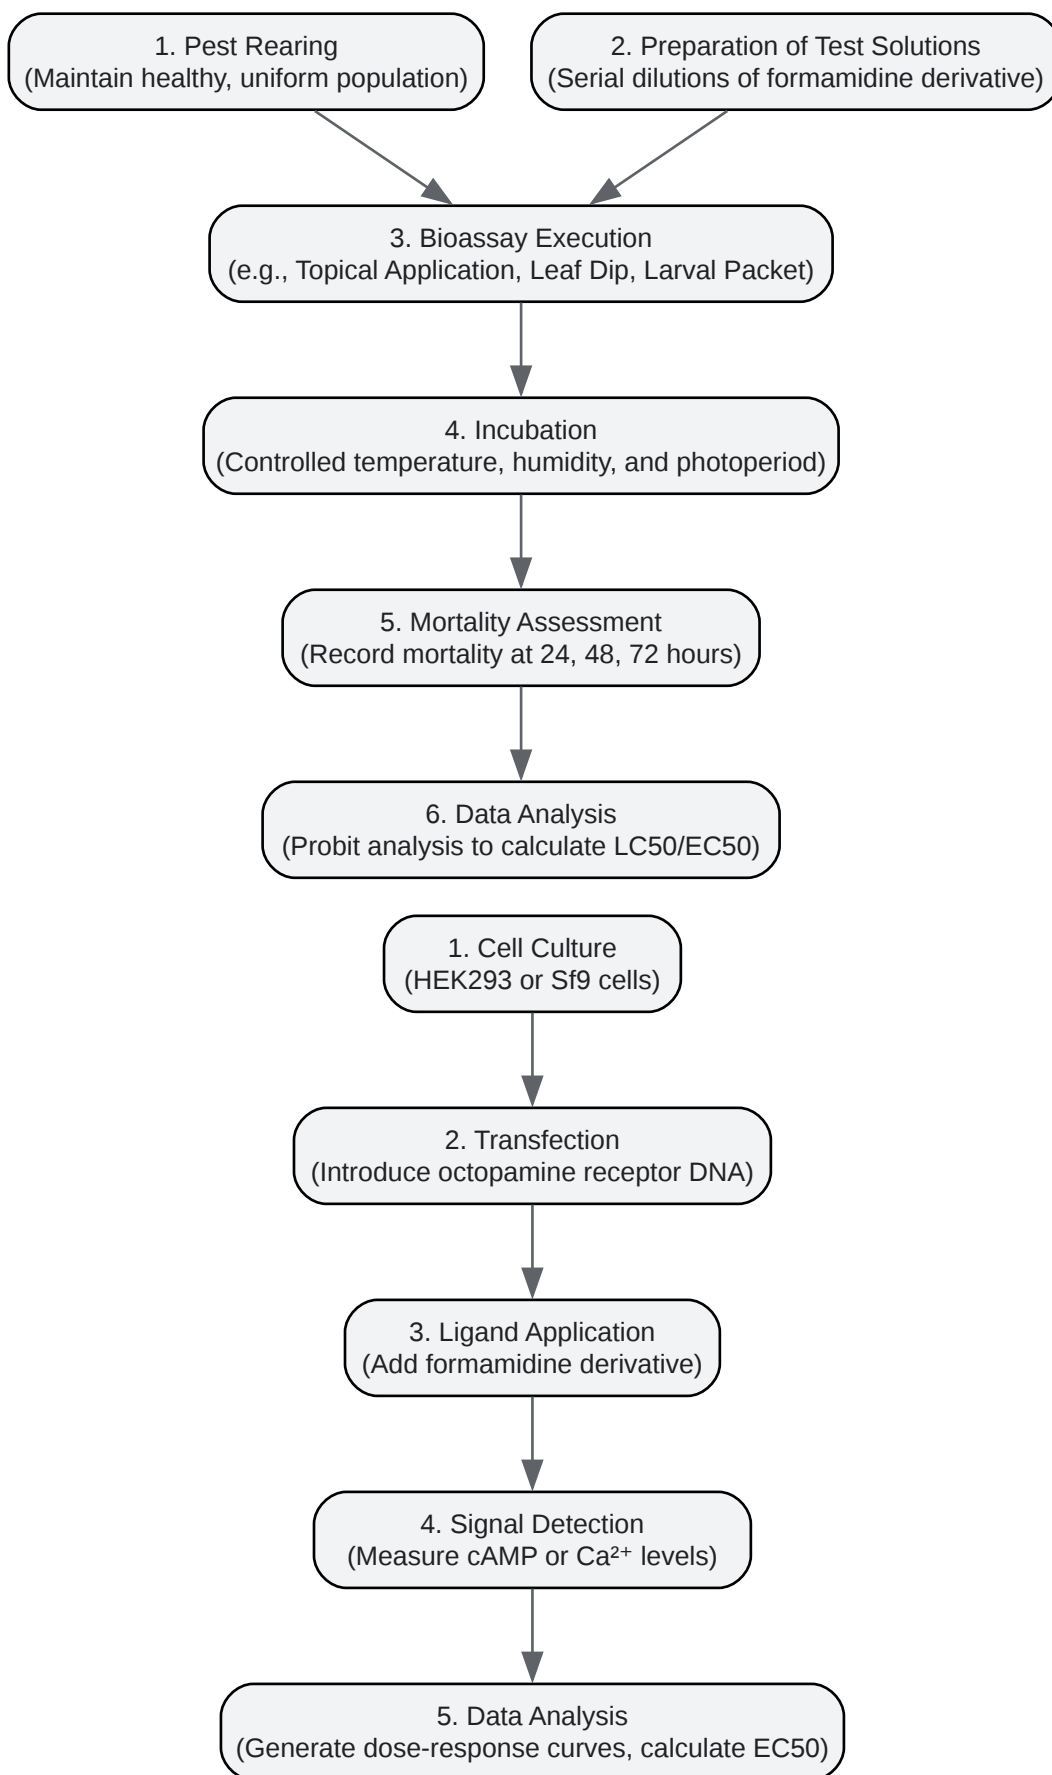 1. Pest Rearing
(Maintain healthy, uniform population)
2. Preparation of Test Solutions
(Serial dilutions of formamidine derivative)
3. Bioassay Execution
(e.g., Topical Application, Leaf Dip, Larval Packet)
4. Incubation
(Controlled temperature, humidity, and photoperiod)
5. Mortality Assessment
(Record mortality at 24, 48, 72 hours)
6. Data Analysis
(Probit analysis to calculate LC50/EC50)
1. Cell Culture
(HEK293 or Sf9 cells)
2. Transfection
(Introduce octopamine receptor DNA)
3. Ligand Application
(Add formamidine derivative)
4. Signal Detection
(Measure cAMP or Ca²⁺ levels)
5. Data Analysis
(Generate dose-response curves, calculate EC50)